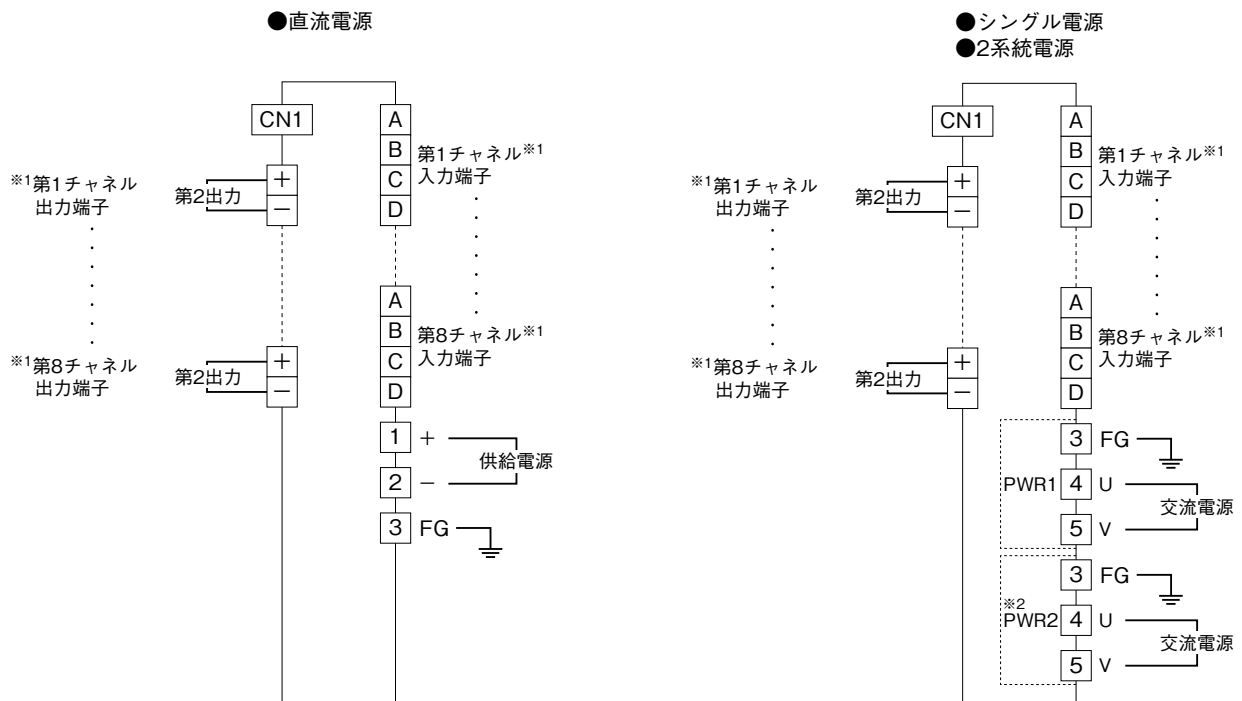 ●直流電源
CN1
A
B
C
D
第1チャネル※1
入力端子
※1第1チャネル
出力端子
第2出力
+
−
A
B
C
D
第8チャネル※1
入力端子
※1第8チャネル
出力端子
第2出力
+
−
1 +
2 −
供給電源
3 FG
●シングル電源
●2系統電源
CN1
A
B
C
D
第1チャネル※1
入力端子
※1第1チャネル
出力端子
第2出力
+
−
A
B
C
D
第8チャネル※1
入力端子
※1第8チャネル
出力端子
第2出力
+
−
PWR1
3 FG
4 U
5 V
交流電源
※2
PWR2
3 FG
4 U
5 V
交流電源